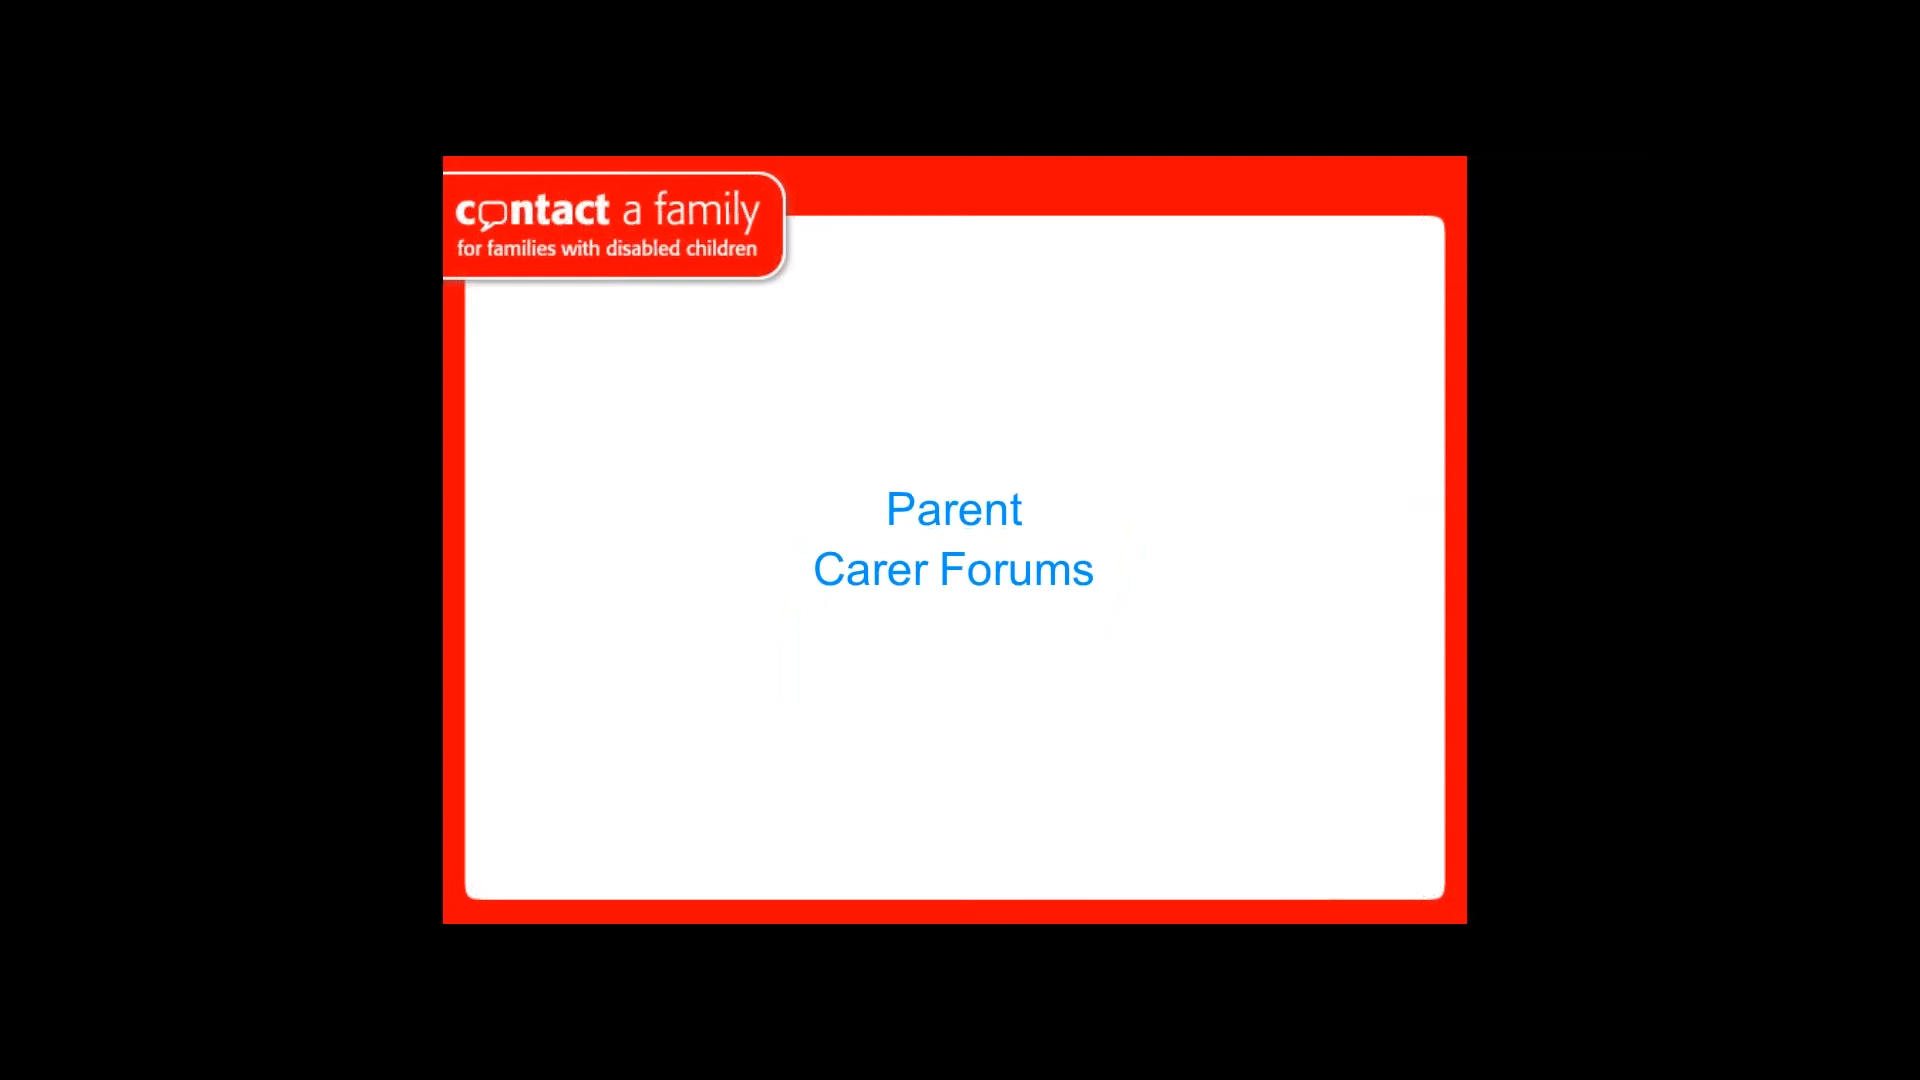 contact a family
for families with disabled children
Parent
Carer Forums